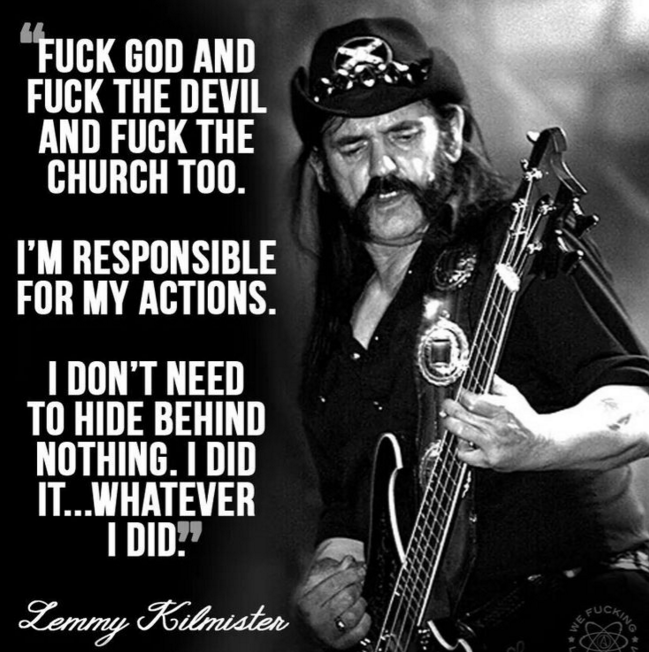 “FUCK GOD AND
FUCK THE DEVIL
AND FUCK THE
CHURCH TOO.
I’M RESPONSIBLE
FOR MY ACTIONS.
I DON’T NEED
TO HIDE BEHIND
NOTHING. I DID
IT...WHATEVER
I DID.”
Lemmy Kilmister
WE FUCKING